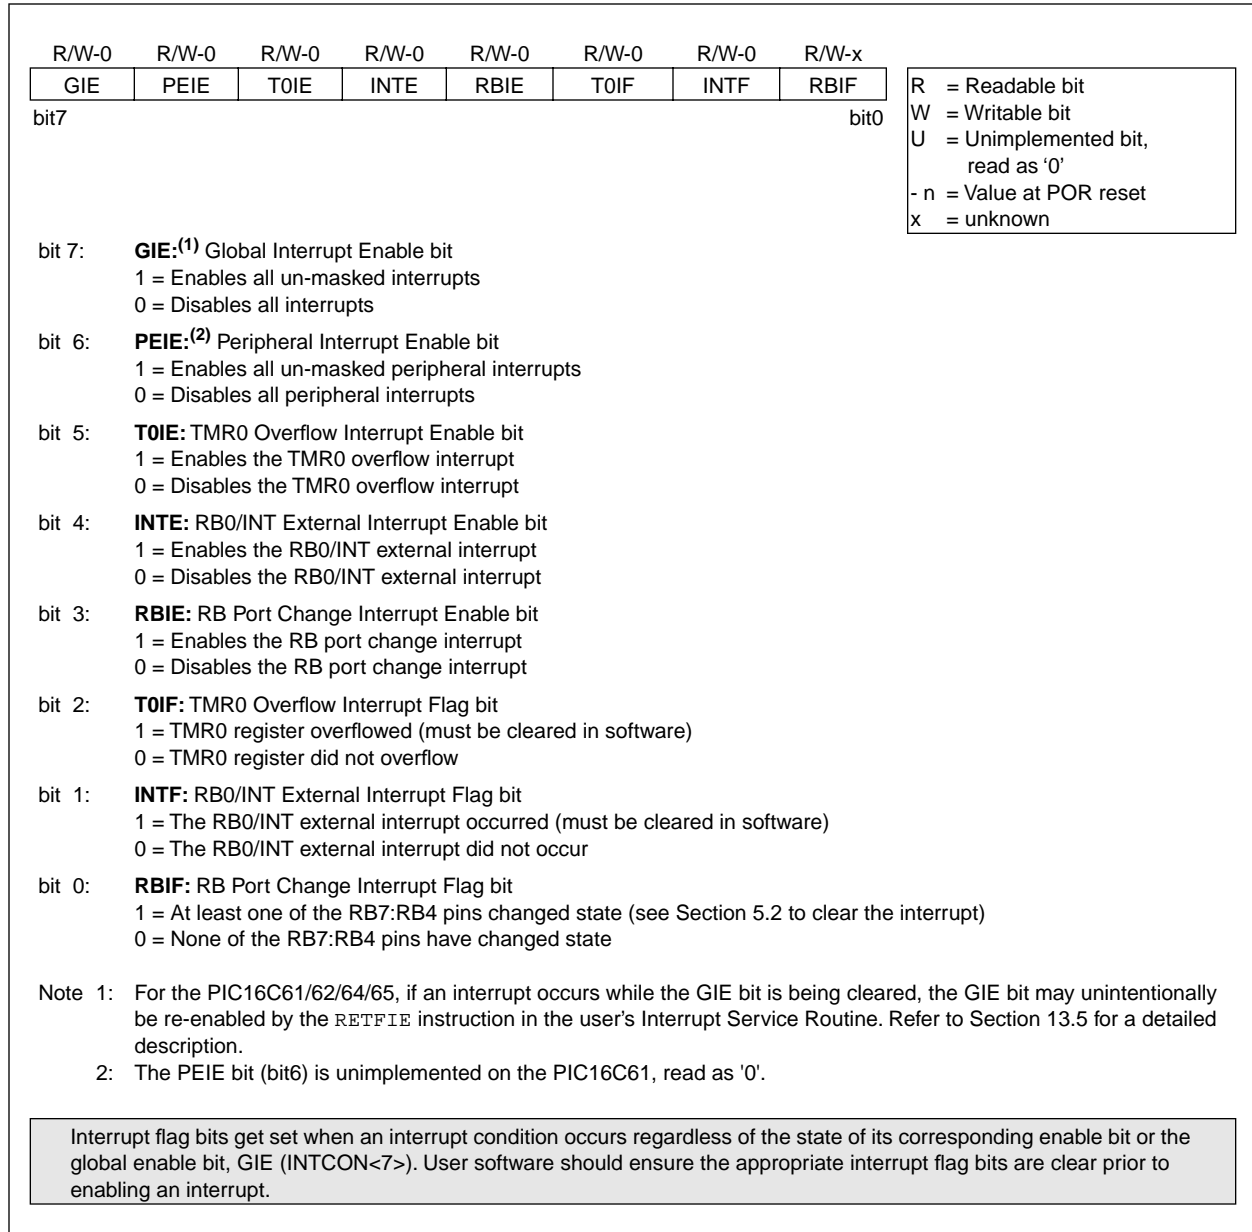 R/W-0 R/W-0 R/W-0 R/W-0 R/W-0 R/W-0 R/W-0 R/W-x
GIE PEIE T0IE INTE RBIE T0IF INTF RBIF
bit7 bit0
R = Readable bit
W = Writable bit
U = Unimplemented bit,
read as ‘0’
- n = Value at POR reset
x = unknown
bit 7: GIE:(1) Global Interrupt Enable bit
1 = Enables all un-masked interrupts
0 = Disables all interrupts
bit 6: PEIE:(2) Peripheral Interrupt Enable bit
1 = Enables all un-masked peripheral interrupts
0 = Disables all peripheral interrupts
bit 5: T0IE: TMR0 Overflow Interrupt Enable bit
1 = Enables the TMR0 overflow interrupt
0 = Disables the TMR0 overflow interrupt
bit 4: INTE: RB0/INT External Interrupt Enable bit
1 = Enables the RB0/INT external interrupt
0 = Disables the RB0/INT external interrupt
bit 3: RBIE: RB Port Change Interrupt Enable bit
1 = Enables the RB port change interrupt
0 = Disables the RB port change interrupt
bit 2: T0IF: TMR0 Overflow Interrupt Flag bit
1 = TMR0 register overflowed (must be cleared in software)
0 = TMR0 register did not overflow
bit 1: INTF: RB0/INT External Interrupt Flag bit
1 = The RB0/INT external interrupt occurred (must be cleared in software)
0 = The RB0/INT external interrupt did not occur
bit 0: RBIF: RB Port Change Interrupt Flag bit
1 = At least one of the RB7:RB4 pins changed state (see Section 5.2 to clear the interrupt)
0 = None of the RB7:RB4 pins have changed state
Note 1: For the PIC16C61/62/64/65, if an interrupt occurs while the GIE bit is being cleared, the GIE bit may unintentionally
be re-enabled by the RETFIE instruction in the user's Interrupt Service Routine. Refer to Section 13.5 for a detailed
description.
2: The PEIE bit (bit6) is unimplemented on the PIC16C61, read as '0'.
Interrupt flag bits get set when an interrupt condition occurs regardless of the state of its corresponding enable bit or the
global enable bit, GIE (INTCON<7>). User software should ensure the appropriate interrupt flag bits are clear prior to
enabling an interrupt.